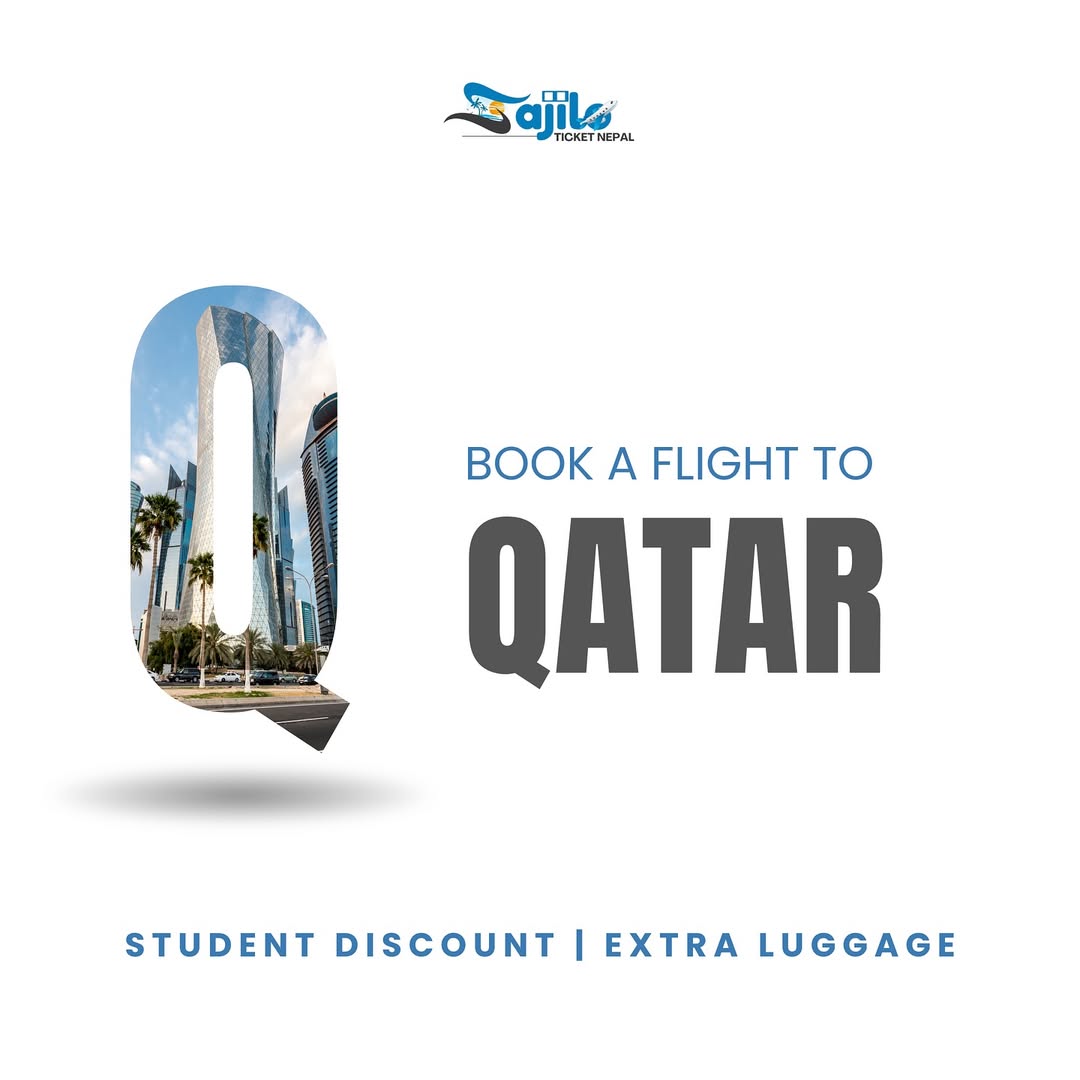 Sajilo
TICKET NEPAL
BOOK A FLIGHT TO
QATAR
STUDENT DISCOUNT | EXTRA LUGGAGE